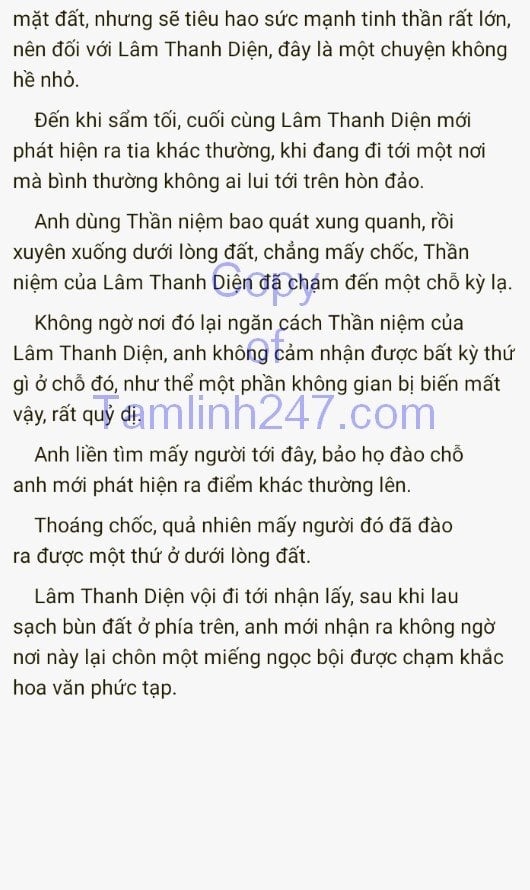 mặt đất, nhưng sẽ tiêu hao sức mạnh tinh thần rất lớn,
nên đối với Lâm Thanh Diện, đây là một chuyện không
hề nhỏ.
Đến khi sẩm tối, cuối cùng Lâm Thanh Diện mới
phát hiện ra tia khác thường, khi đang đi tới một nơi
mà bình thường không ai lui tới trên hòn đảo.
Anh dùng Thần niệm bao quát xung quanh, rồi
xuyên xuống dưới lòng đất, chẳng mấy chốc, Thần
niệm của Lâm Thanh Diện đã chạm đến một chỗ kỳ lạ.
Copy
Không ngờ nơi đó lại ngăn cách Thần niệm của
of
Lâm Thanh Diện, anh không cảm nhận được bất kỳ thứ
gì ở chỗ đó, như thể một phần không gian bị biến mất
vậy, rất quỷ dị.
Tamlinh247.com
Anh liền tìm mấy người tới đây, bảo họ đào chỗ
anh mới phát hiện ra điểm khác thường lên.
Thoáng chốc, quả nhiên mấy người đó đã đào
ra được một thứ ở dưới lòng đất.
Lâm Thanh Diện vội đi tới nhận lấy, sau khi lau
sạch bùn đất ở phía trên, anh mới nhận ra không ngờ
nơi này lại chôn một miếng ngọc bội được chạm khắc
hoa văn phức tạp.